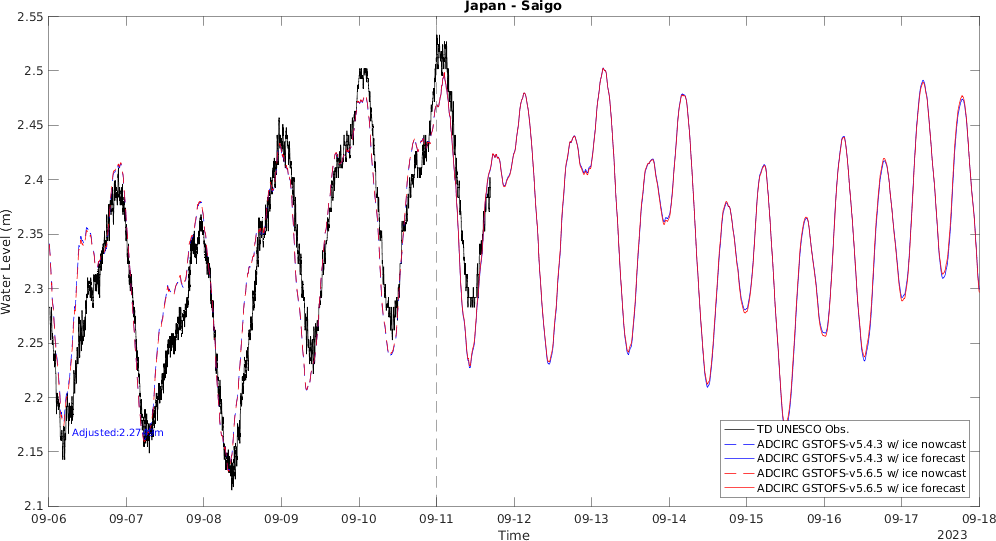 Japan - Saigo
2.55
2.5
2.45
2.4
2.35
2.3
2.25
2.2
2.15
2.1
Water Level (m)
TD UNESCO Obs.
ADCIRC GSTOFS-v5.4.3 w/ ice nowcast
ADCIRC GSTOFS-v5.4.3 w/ ice forecast
ADCIRC GSTOFS-v5.6.5 w/ ice nowcast
ADCIRC GSTOFS-v5.6.5 w/ ice forecast
09-06 09-07 09-08 09-09 09-10 09-11 09-12 09-13 09-14 09-15 09-16 09-17 09-18
Time
2023